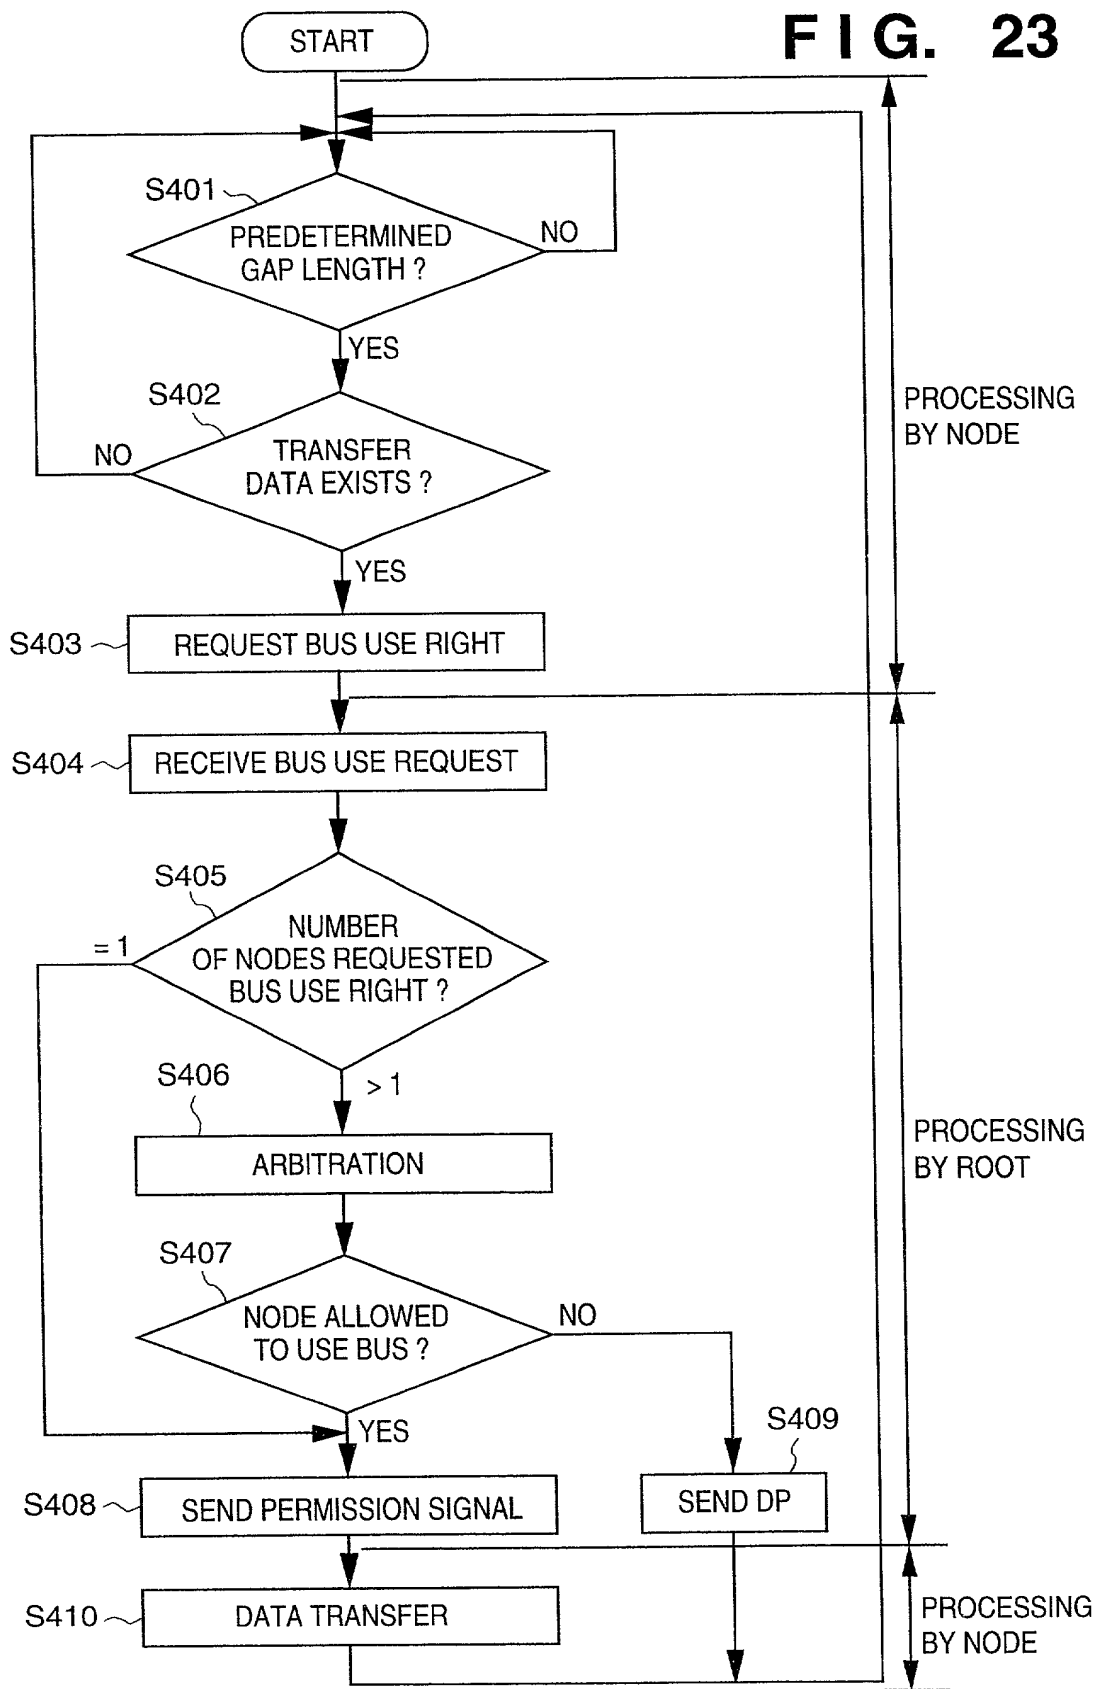 FIG. 23
START
S401
PREDETERMINED
GAP LENGTH ?
NO
YES
S402
TRANSFER
DATA EXISTS ?
NO
YES
PROCESSING
BY NODE
S403
REQUEST BUS USE RIGHT
S404
RECEIVE BUS USE REQUEST
S405
NUMBER
OF NODES REQUESTED
BUS USE RIGHT ?
= 1
> 1
S406
ARBITRATION
PROCESSING
BY ROOT
S407
NODE ALLOWED
TO USE BUS ?
NO
YES
S409
SEND DP
S408
SEND PERMISSION SIGNAL
S410
DATA TRANSFER
PROCESSING
BY NODE